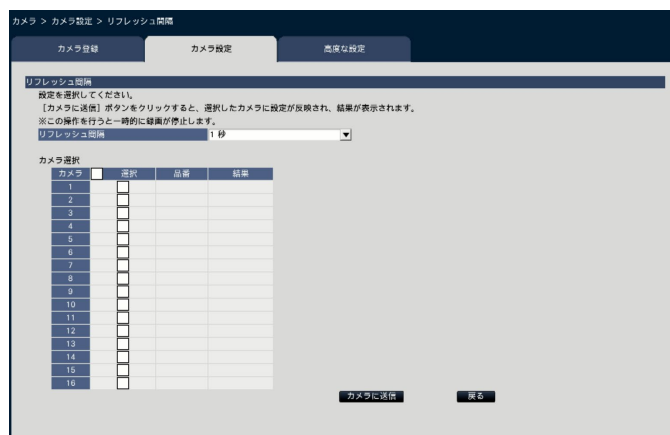 カメラ > カメラ設定 > リフレッシュ間隔
カメラ登録 カメラ設定 高度な設定
リフレッシュ間隔
設定を選択してください。
［カメラに送信］ボタンをクリックすると、選択したカメラに設定が反映され、結果が表示されます。
※この操作を行うと一時的に録画が停止します。
リフレッシュ間隔 1 秒
カメラ選択
カメラ 選択 品番 結果
1
2
3
4
5
6
7
8
9
10
11
12
13
14
15
16
カメラに送信 戻る